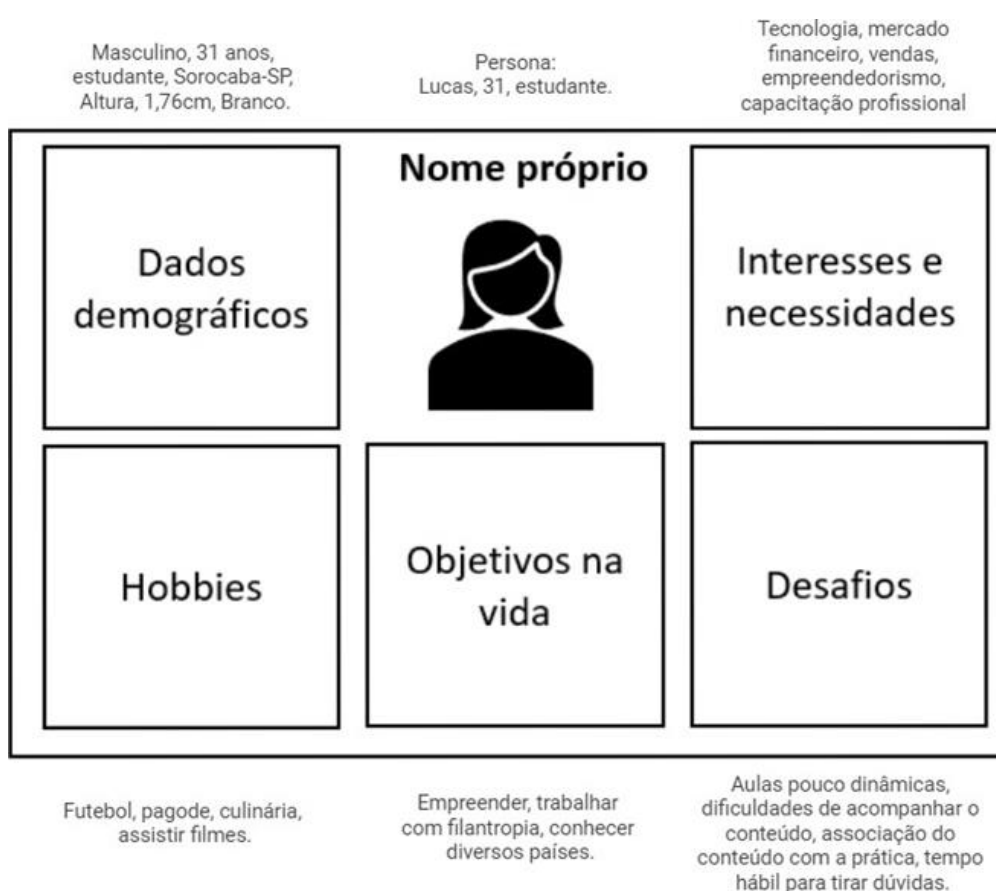 Masculino, 31 anos,
estudante, Sorocaba-SP,
Altura, 1,76cm, Branco.
Persona:
Lucas, 31, estudante.
Tecnologia, mercado
financeiro, vendas,
empreendedorismo,
capacitação profissional
Dados
demográficos
Nome próprio
Interesses e
necessidades
Hobbies
Objetivos na
vida
Desafios
Futebol, pagode, culinária,
assistir filmes.
Empreender, trabalhar
com filantropia, conhecer
diversos países.
Aulas pouco dinâmicas,
dificuldades de acompanhar o
conteúdo, associação do
conteúdo com a prática, tempo
hábil para tirar dúvidas.